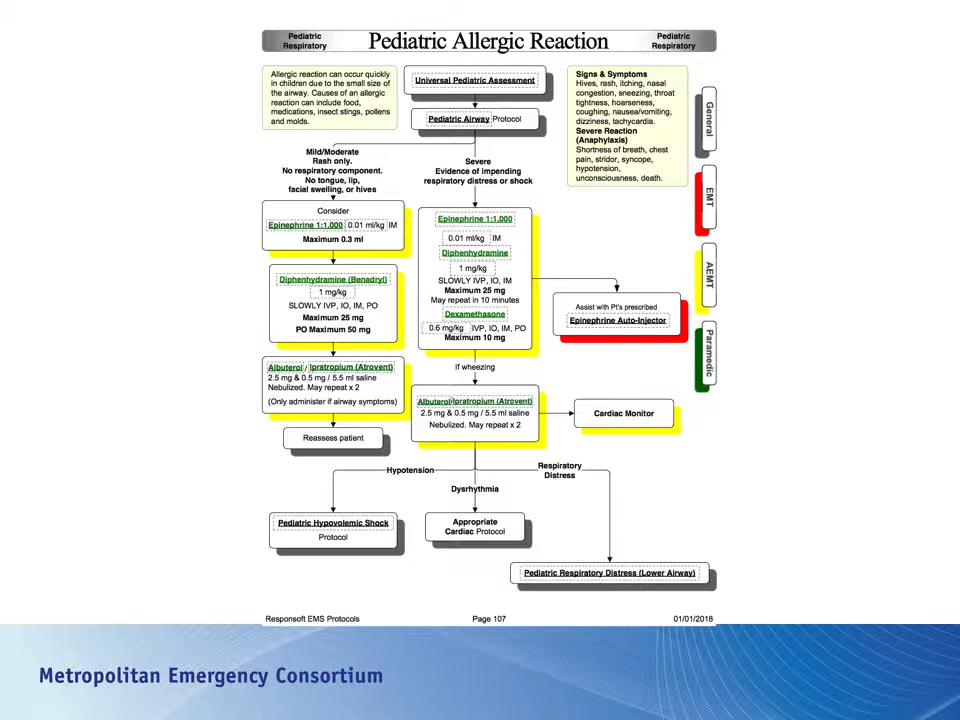 Pediatric
Respiratory
Pediatric Allergic Reaction
Pediatric
Respiratory
Allergic reaction can occur quickly
in children due to the small size of
the airway. Causes of an allergic
reaction can include food,
medications, insect stings, pollens
and molds.
Universal Pediatric Assessment
Pediatric Airway Protocol
Signs & Symptoms
Hives, rash, itching, nasal
congestion, sneezing, throat
tightness, hoarseness,
coughing, nausea/vomiting,
dizziness, tachycardia.
Severe Reaction
(Anaphylaxis)
Shortness of breath, chest
pain, stridor, syncope,
hypotension,
unconsciousness, death.
General
EMT
AEMT
Paramedic
Mild/Moderate
Rash only.
No respiratory component.
No tongue, lip,
facial swelling, or hives
Severe
Evidence of impending
respiratory distress or shock
Consider
Epinephrine 1:1.000 0.01 ml/kg IM
Maximum 0.3 ml
Diphenhydramine (Benadryl)
1 mg/kg
SLOWLY IVP, IO, IM, PO
Maximum 25 mg
PO Maximum 50 mg
Albuterol / Ipratropium (Atrovent)
2.5 mg & 0.5 mg / 5.5 ml saline
Nebulized. May repeat x 2
(Only administer if airway symptoms)
Reassess patient
Epinephrine 1:1.000
0.01 ml/kg IM
Diphenhydramine
1 mg/kg
SLOWLY IVP, IO, IM
Maximum 25 mg
May repeat in 10 minutes
Dexamethasone
0.6 mg/kg IVP, IO, IM, PO
Maximum 10 mg
Assist with Pt's prescribed
Epinephrine Auto-Injector
If wheezing
Albuterol/Ipratropium (Atrovent)
2.5 mg & 0.5 mg / 5.5 ml saline
Nebulized. May repeat x 2
Cardiac Monitor
Hypotension
Dysrhythmia
Respiratory
Distress
Pediatric Hypovolemic Shock
Protocol
Appropriate
Cardiac Protocol
Pediatric Respiratory Distress (Lower Airway)
Responsoft EMS Protocols
Page 107
01/01/2018
Metropolitan Emergency Consortium